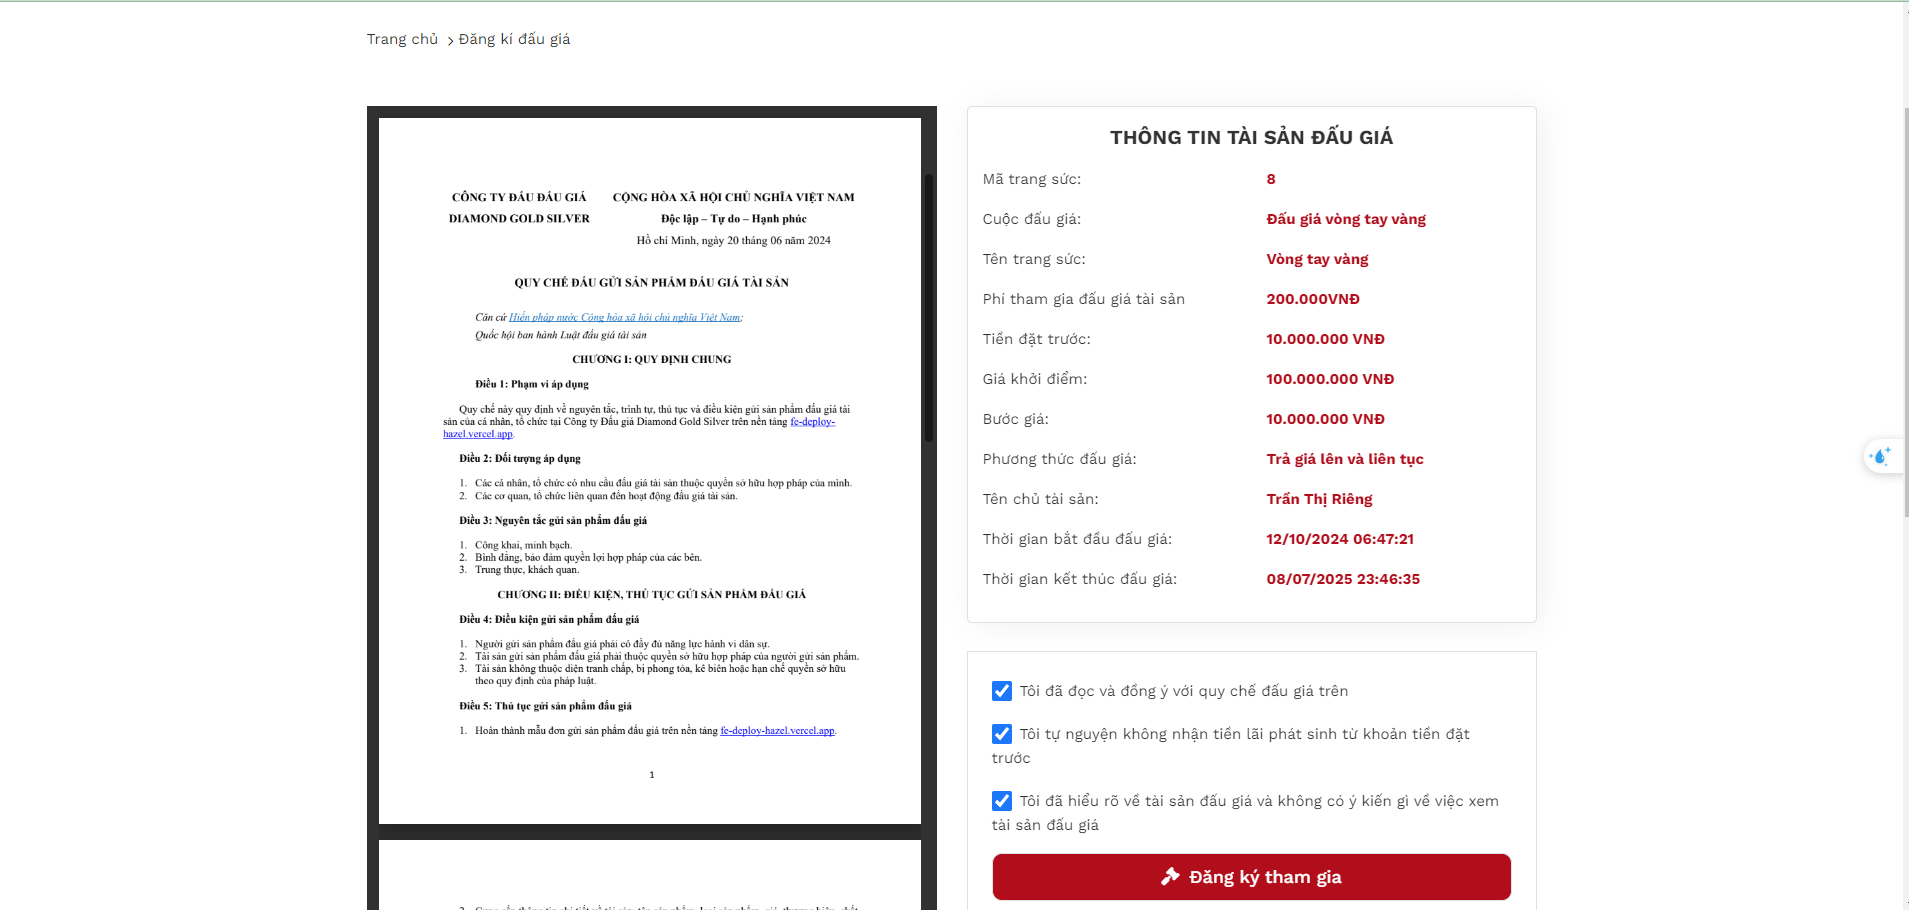 Trang chủ > Đăng kí đấu giá
CÔNG TY ĐẤU ĐẤU GIÁ
DIAMOND GOLD SILVER
CỘNG HÒA XÃ HỘI CHỦ NGHĨA VIỆT NAM
Độc lập – Tự do – Hạnh phúc
Hồ chí Minh, ngày 20 tháng 06 năm 2024
QUY CHẾ ĐẤU GỬI SẢN PHẨM ĐẤU GIÁ TÀI SẢN
Căn cứ Hiến pháp nước Cộng hòa xã hội chủ nghĩa Việt Nam;
Quốc hội ban hành Luật đấu giá tài sản
CHƯƠNG I: QUY ĐỊNH CHUNG
Điều 1: Phạm vi áp dụng
Quy chế này quy định về nguyên tắc, trình tự, thủ tục và điều kiện gửi sản phẩm đấu giá tài
sản của cá nhân, tổ chức tại Công ty Đấu giá Diamond Gold Silver trên nền tảng fe-deploy-
hazel.vercel.app.
Điều 2: Đối tượng áp dụng
1. Các cá nhân, tổ chức có nhu cầu đấu giá tài sản thuộc quyền sở hữu hợp pháp của mình.
2. Các cơ quan, tổ chức liên quan đến hoạt động đấu giá tài sản.
Điều 3: Nguyên tắc gửi sản phẩm đấu giá
1. Công khai, minh bạch.
2. Bình đẳng, bảo đảm quyền lợi hợp pháp của các bên.
3. Trung thực, khách quan.
CHƯƠNG II: ĐIỀU KIỆN, THỦ TỤC GỬI SẢN PHẨM ĐẤU GIÁ
Điều 4: Điều kiện gửi sản phẩm đấu giá
1. Người gửi sản phẩm đấu giá phải có đầy đủ năng lực hành vi dân sự.
2. Tài sản gửi sản phẩm đấu giá phải thuộc quyền sở hữu hợp pháp của người gửi sản phẩm.
3. Tài sản không thuộc diện tranh chấp, bị phong tỏa, kê biên hoặc hạn chế quyền sở hữu
theo quy định của pháp luật.
Điều 5: Thủ tục gửi sản phẩm đấu giá
1. Hoàn thành mẫu đơn gửi sản phẩm đấu giá trên nền tảng fe-deploy-hazel.vercel.app.
1
THÔNG TIN TÀI SẢN ĐẤU GIÁ
Mã trang sức: 8
Cuộc đấu giá: Đấu giá vòng tay vàng
Tên trang sức: Vòng tay vàng
Phí tham gia đấu giá tài sản 200.000VNĐ
Tiền đặt trước: 10.000.000 VNĐ
Giá khởi điểm: 100.000.000 VNĐ
Bước giá: 10.000.000 VNĐ
Phương thức đấu giá: Trả giá lên và liên tục
Tên chủ tài sản: Trần Thị Riêng
Thời gian bắt đầu đấu giá: 12/10/2024 06:47:21
Thời gian kết thúc đấu giá: 08/07/2025 23:46:35
Tôi đã đọc và đồng ý với quy chế đấu giá trên
Tôi tự nguyện không nhận tiền lãi phát sinh từ khoản tiền đặt
trước
Tôi đã hiểu rõ về tài sản đấu giá và không có ý kiến gì về việc xem
tài sản đấu giá
Đăng ký tham gia